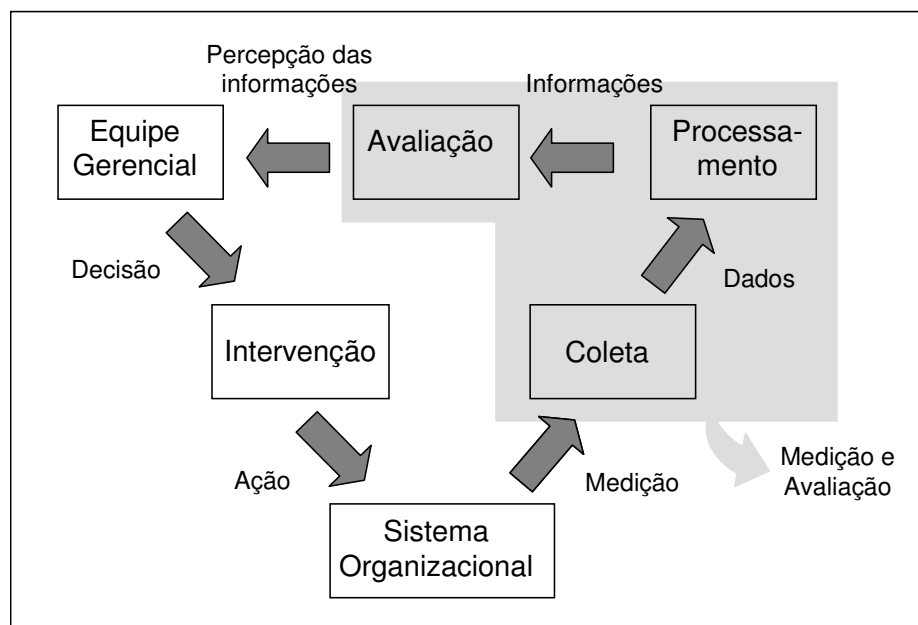 Percepção das
informações
Informações
Equipe
Gerencial
Avaliação
Processa-
mento
Decisão
Dados
Intervenção
Coleta
Ação
Medição
Medição e
Avaliação
Sistema
Organizacional